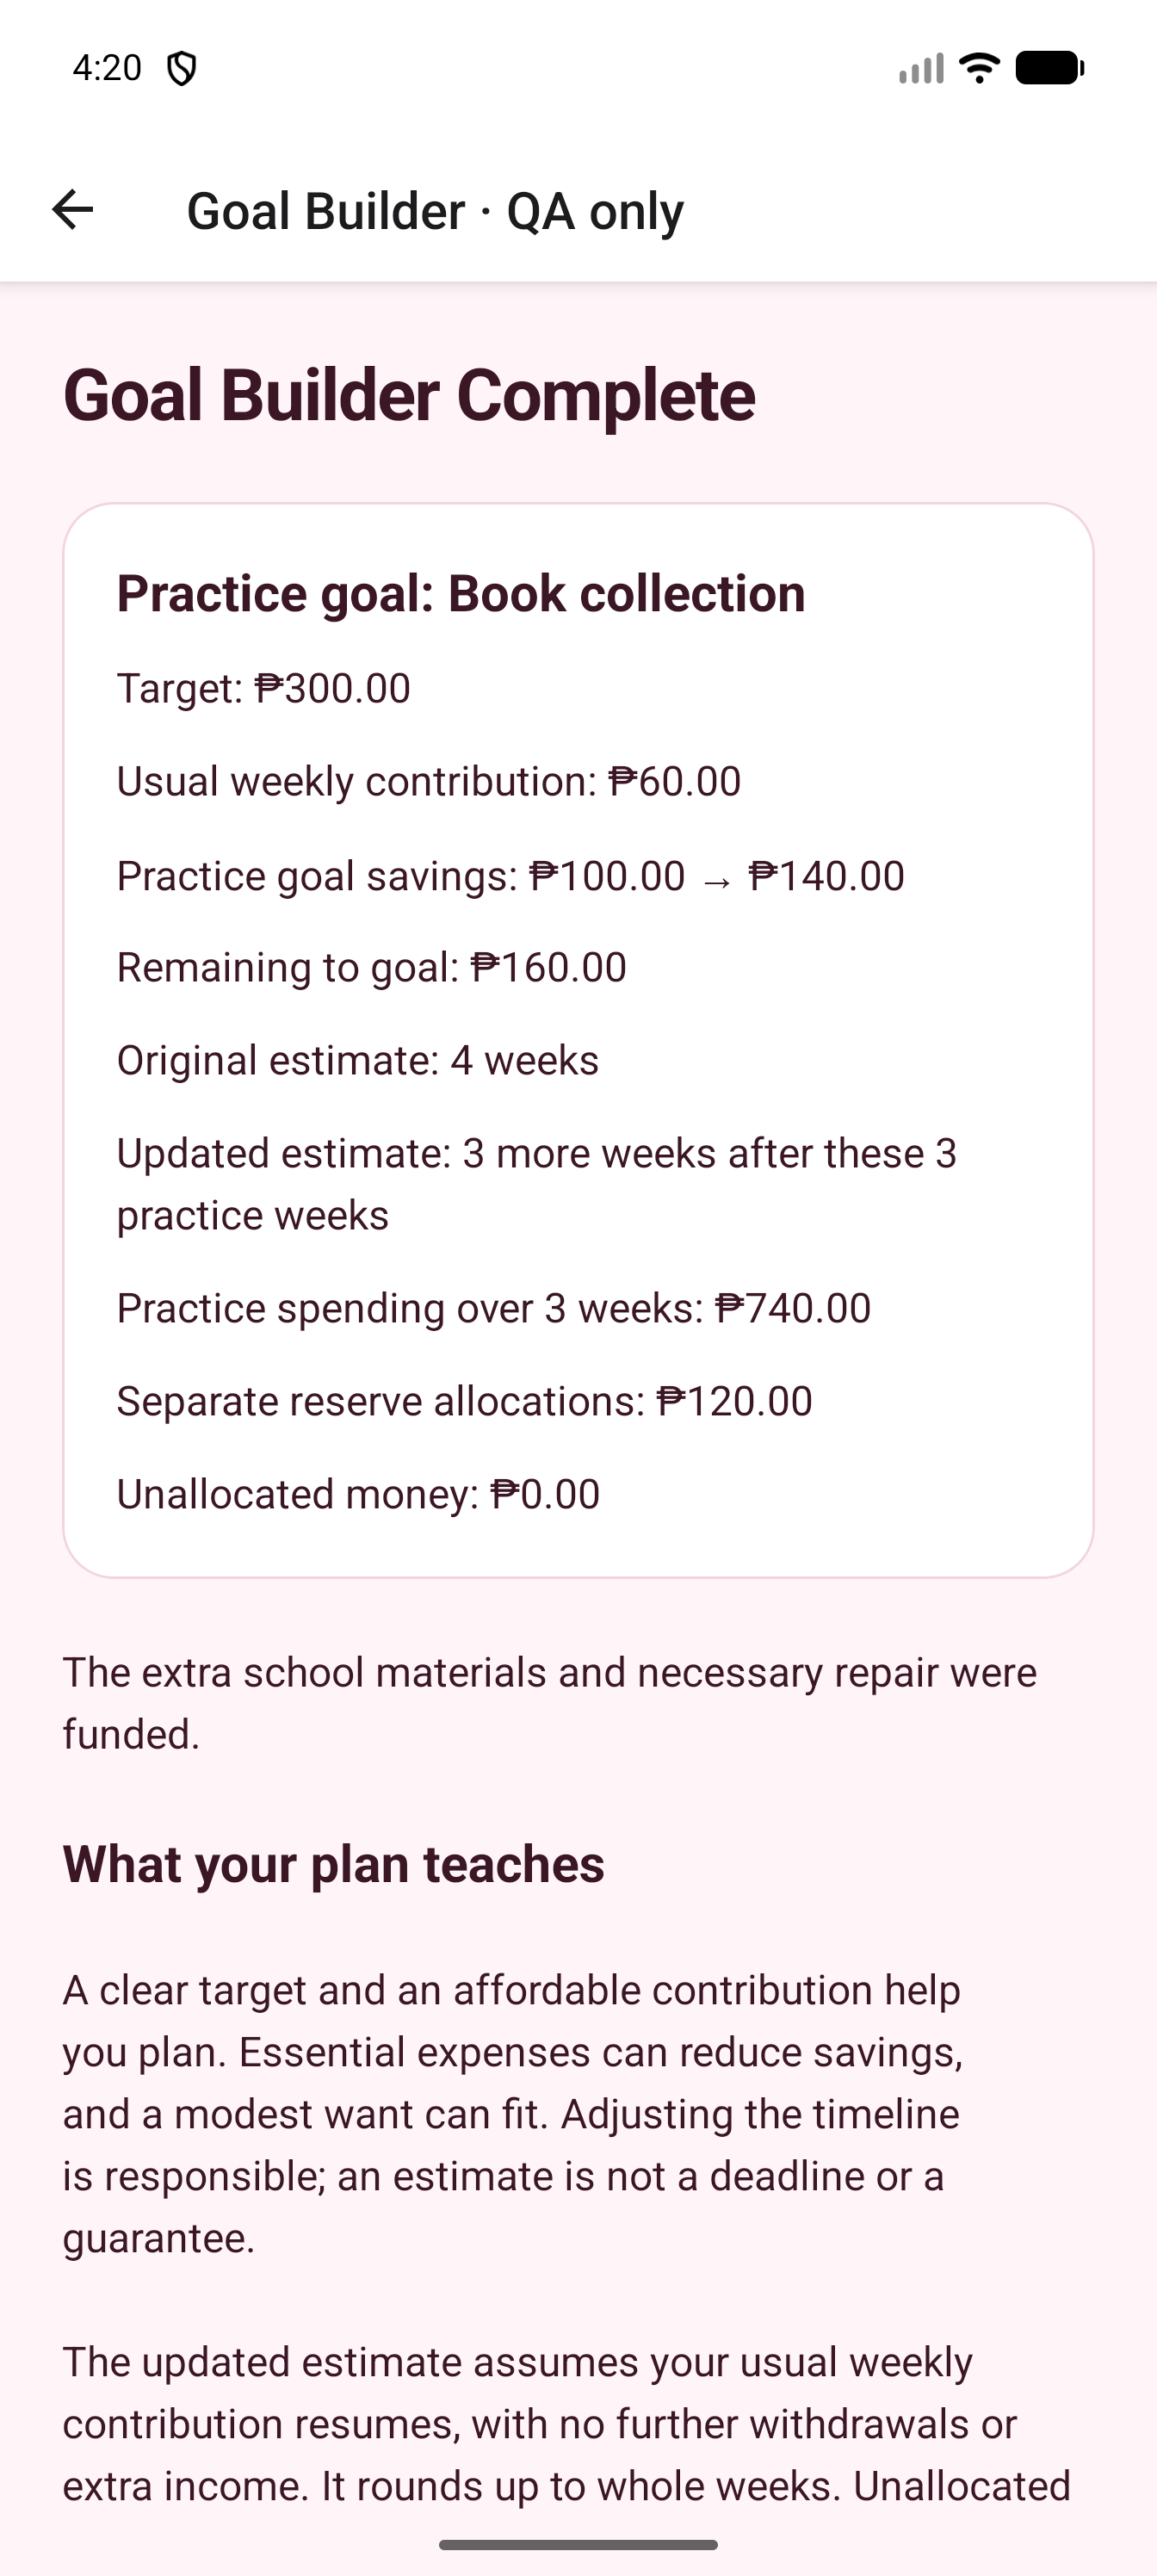 4:20
Goal Builder · QA only
Goal Builder Complete
Practice goal: Book collection
Target: ₱300.00
Usual weekly contribution: ₱60.00
Practice goal savings: ₱100.00 → ₱140.00
Remaining to goal: ₱160.00
Original estimate: 4 weeks
Updated estimate: 3 more weeks after these 3
practice weeks
Practice spending over 3 weeks: ₱740.00
Separate reserve allocations: ₱120.00
Unallocated money: ₱0.00
The extra school materials and necessary repair were
funded.
What your plan teaches
A clear target and an affordable contribution help
you plan. Essential expenses can reduce savings,
and a modest want can fit. Adjusting the timeline
is responsible; an estimate is not a deadline or a
guarantee.
The updated estimate assumes your usual weekly
contribution resumes, with no further withdrawals or
extra income. It rounds up to whole weeks. Unallocated